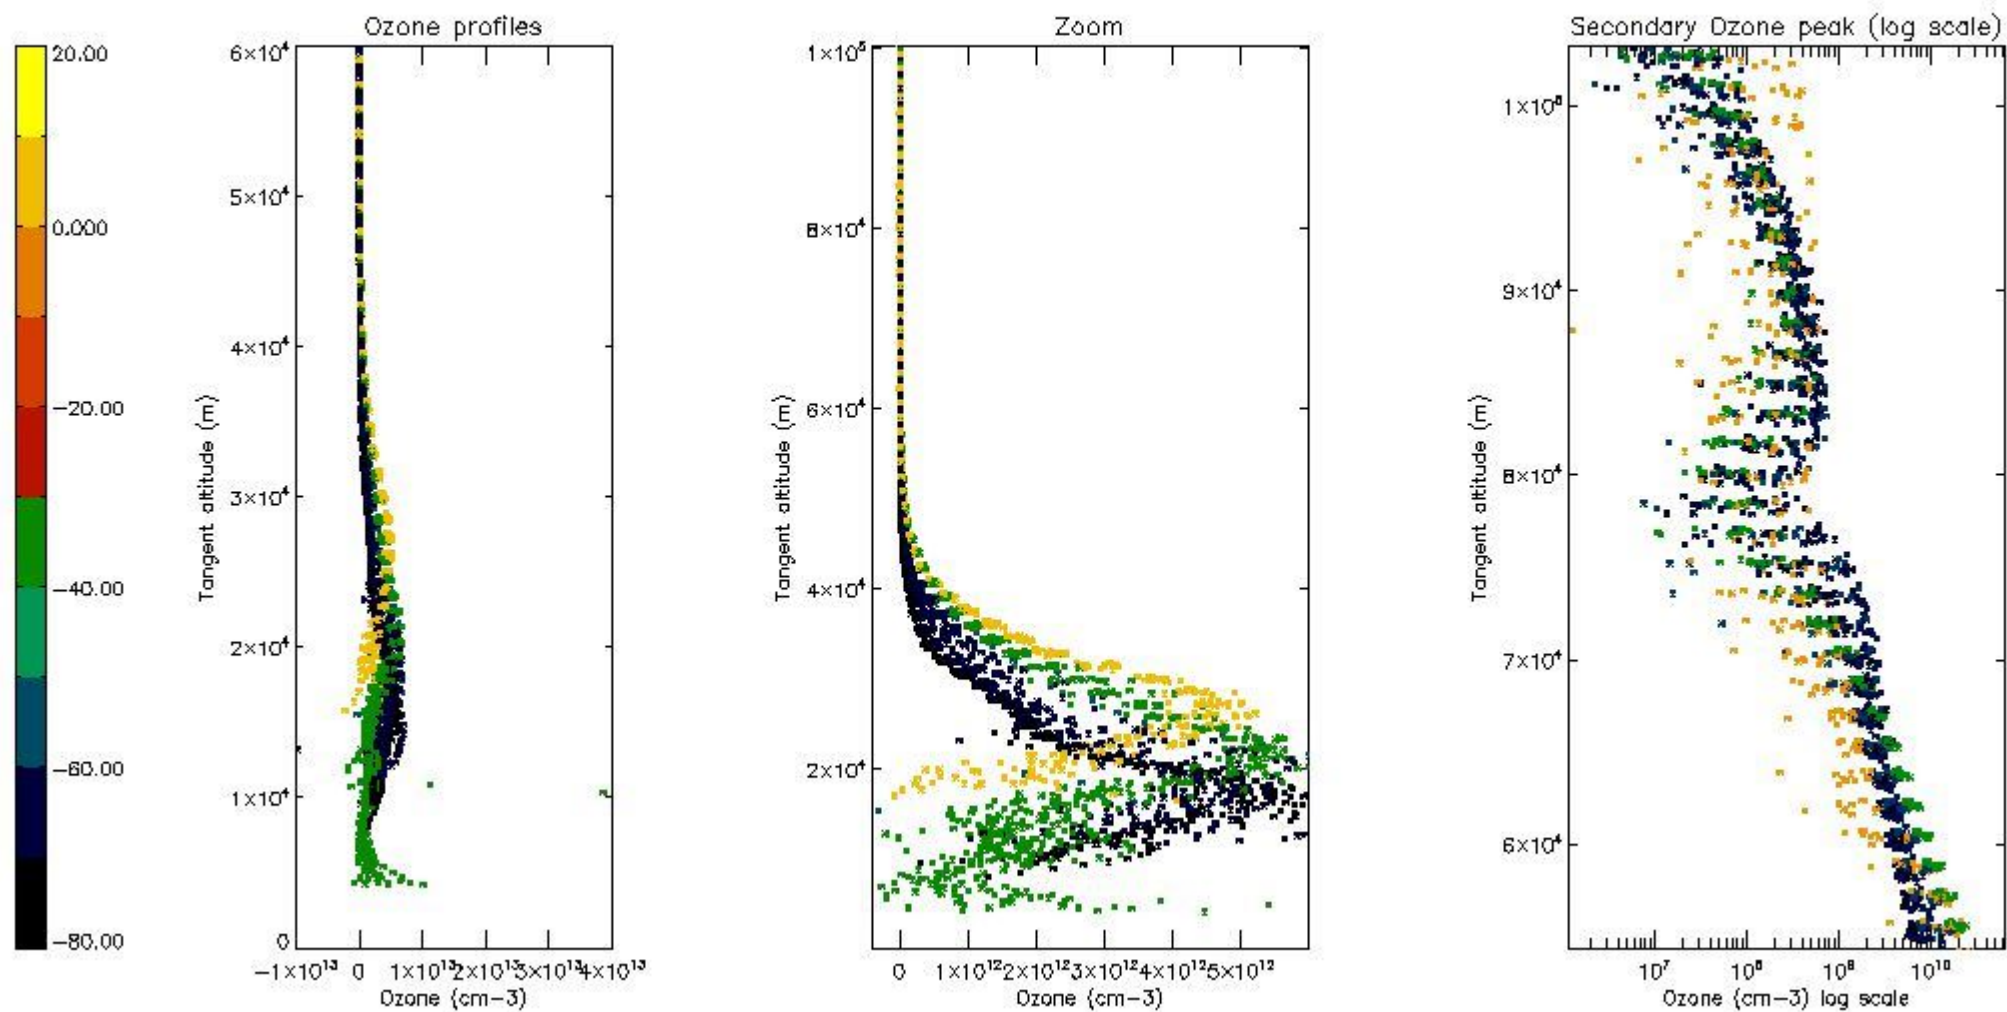 Ozone profiles
Zoom
Secondary Ozone peak (log scale)
20.00
0.000
−20.00
−40.00
−60.00
−80.00
6×10⁴
5×10⁴
4×10⁴
3×10⁴
2×10⁴
1×10⁴
0
Tangent altitude (m)
−1×10¹³ 0 1×10¹³ 2×10¹³ 3×10¹³ 4×10¹³
Ozone (cm−3)
1×10⁵
8×10⁴
6×10⁴
4×10⁴
2×10⁴
Tangent altitude (m)
0 1×10¹² 2×10¹² 3×10¹² 4×10¹² 5×10¹²
Ozone (cm−3)
1×10⁵
9×10⁴
8×10⁴
7×10⁴
6×10⁴
Tangent altitude (m)
10⁷ 10⁸ 10⁹ 10¹⁰
Ozone (cm−3) log scale